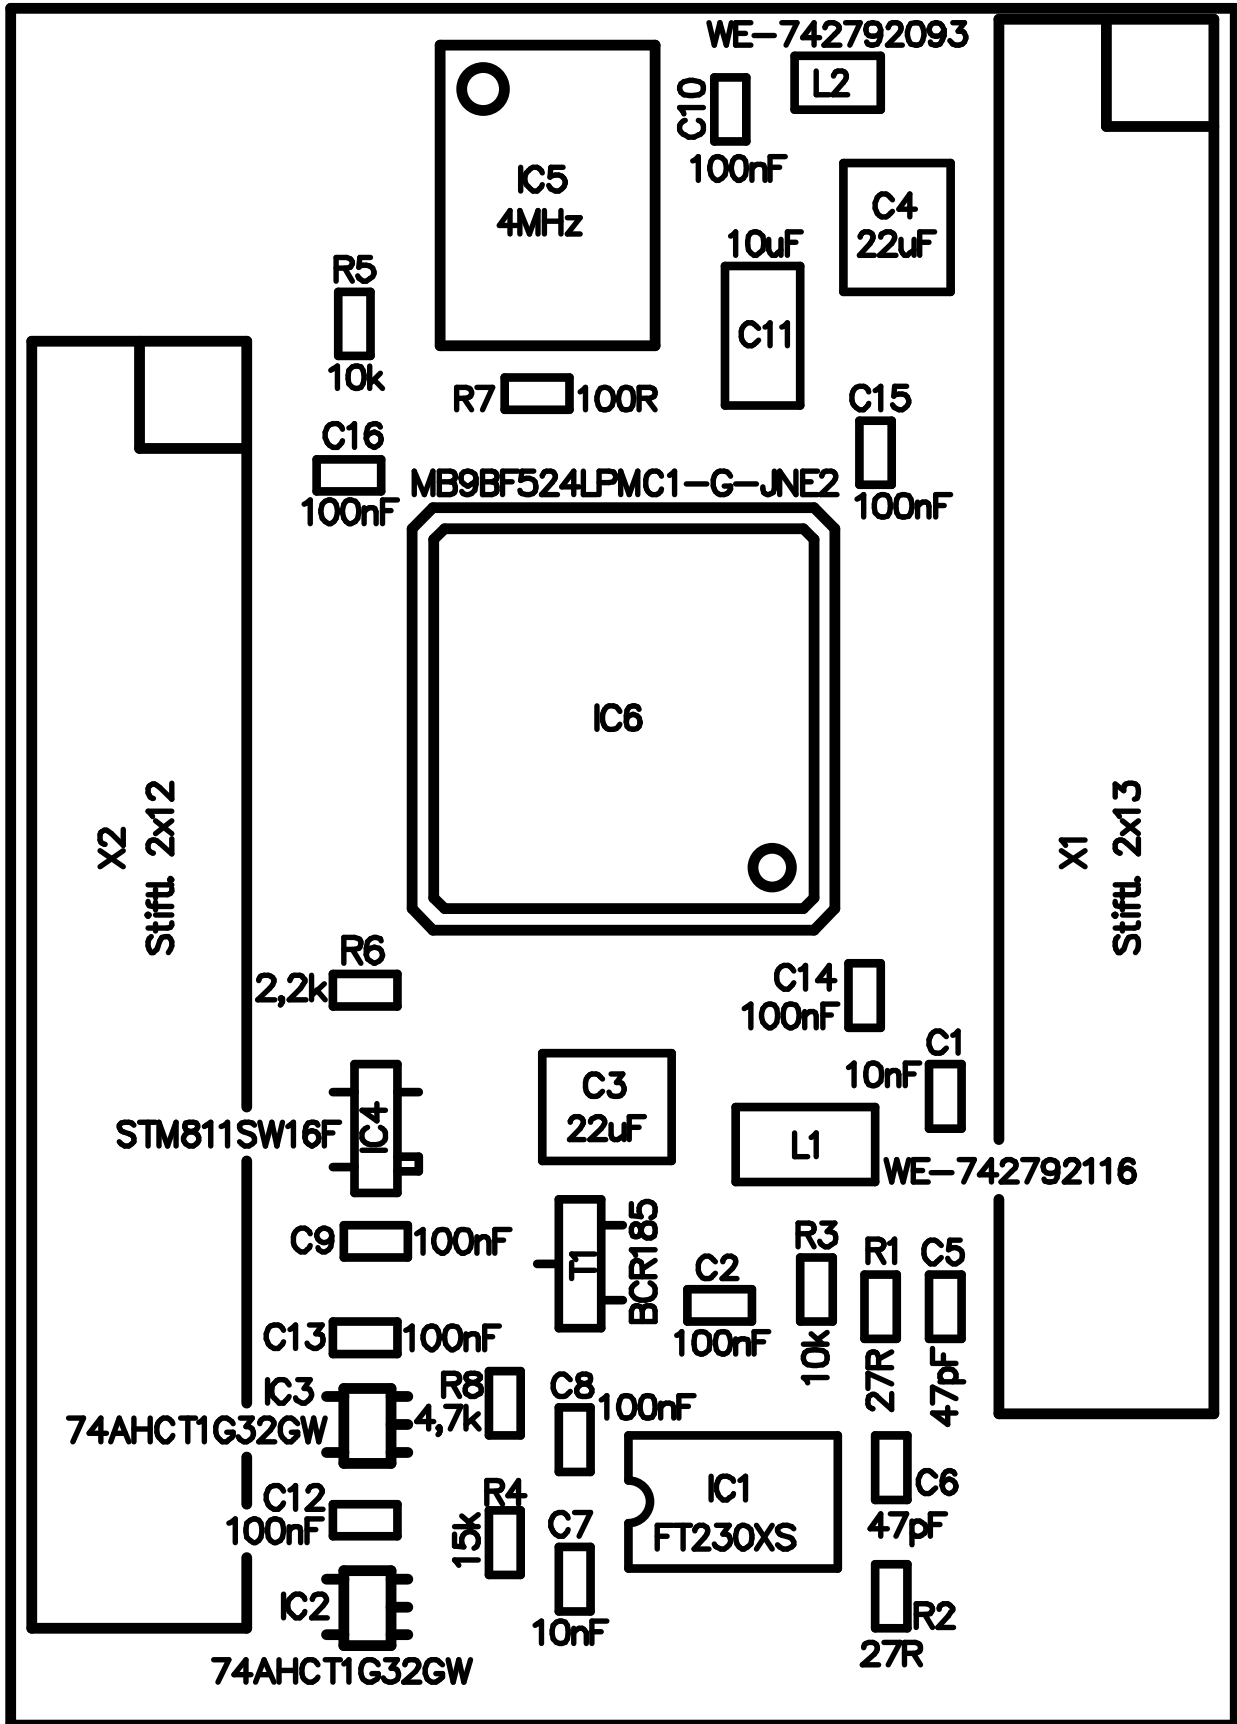 WE-742792093
L2
C10
100nF
IC5
4MHz
C4
22uF
10uF
C11
R5
10k
R7
100R
C15
100nF
C16
100nF
MB9BF524LPMC1-G-JNE2
IC6
X2
Stiftl. 2x12
X1
Stiftl. 2x13
R6
2,2k
C14
100nF
C1
10nF
C3
22uF
STM811SW16F
IC4
L1
WE-742792116
C9
100nF
T1
BCR185
C2
100nF
R3
10k
R1
27R
C5
47pF
C13
100nF
IC3
74AHCT1G32GW
R8
4,7k
C8
100nF
C12
100nF
R4
15k
C7
10nF
IC1
FT230XS
C6
47pF
IC2
74AHCT1G32GW
R2
27R